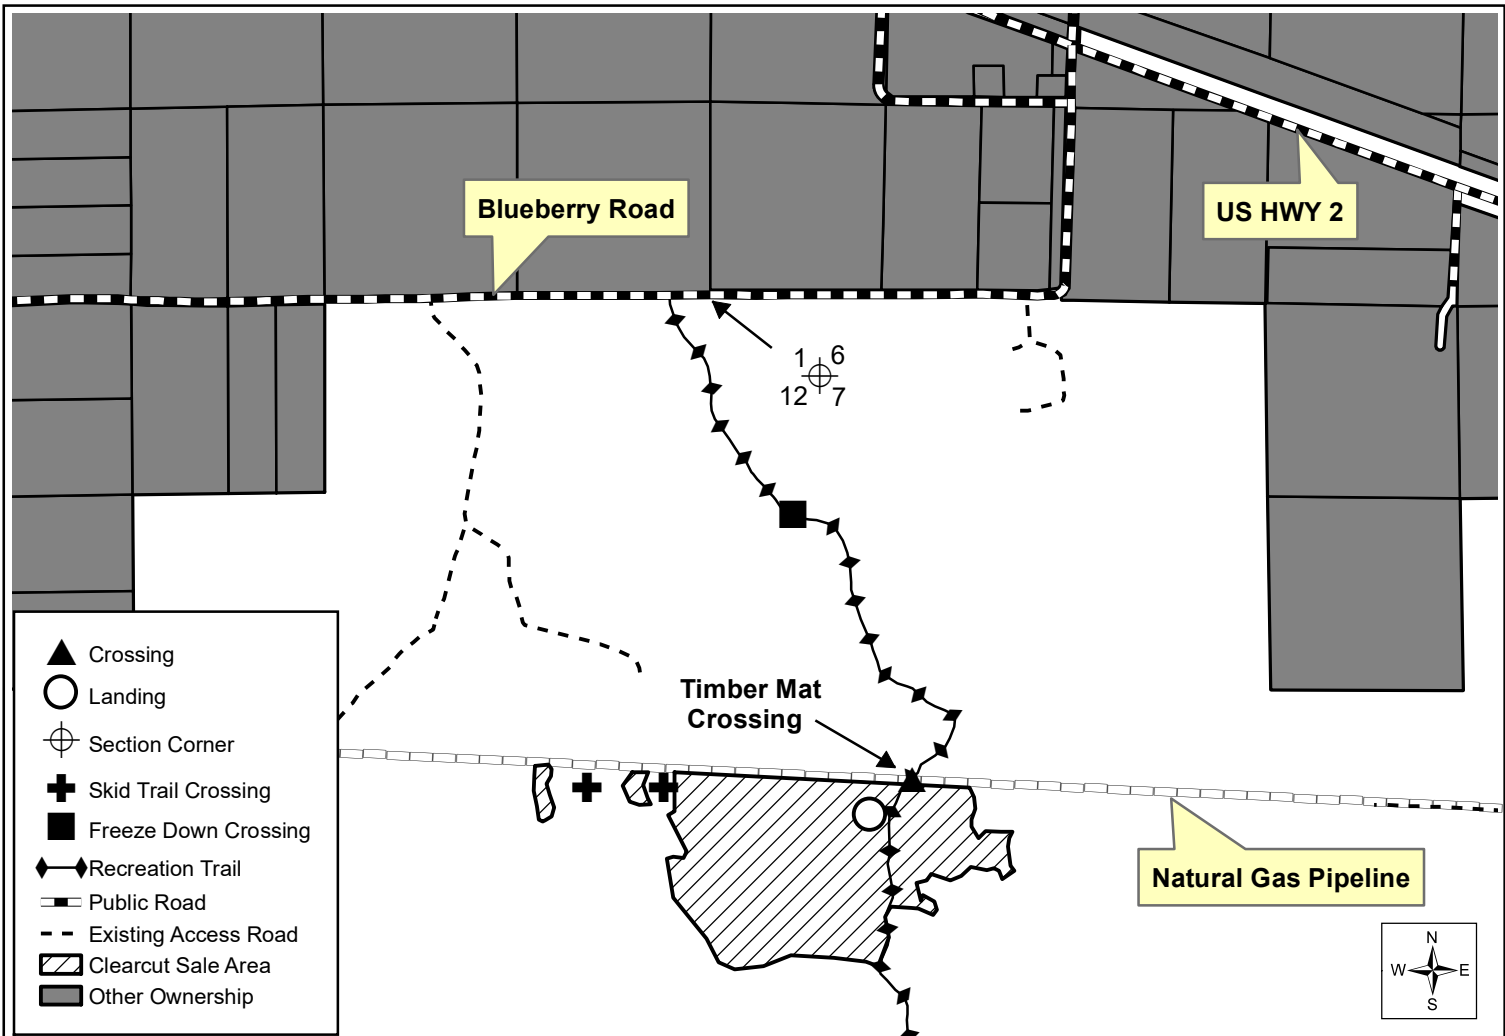 Blueberry Road
US HWY 2
1 6
12 7
Timber Mat
Crossing
Natural Gas Pipeline
Crossing
Landing
Section Corner
Skid Trail Crossing
Freeze Down Crossing
Recreation Trail
Public Road
Existing Access Road
Clearcut Sale Area
Other Ownership
N
W E
S